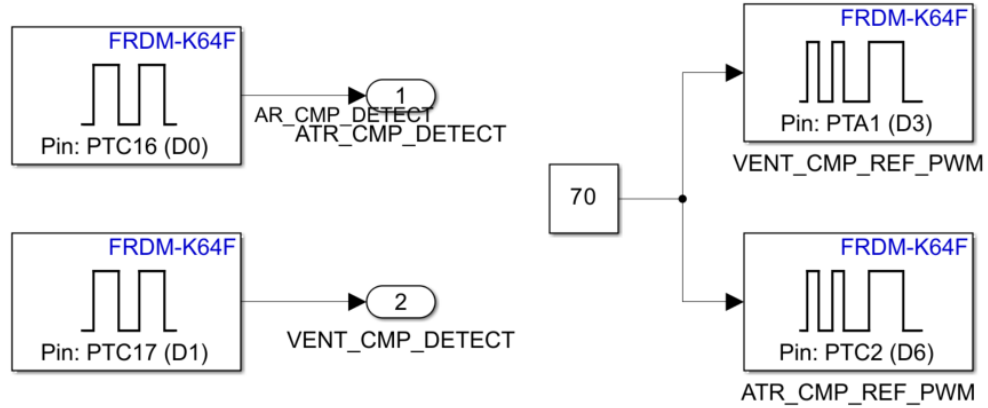 FRDM-K64F
Pin: PTC16 (D0)
AR_CMP_DETECT
1
ATR_CMP_DETECT
FRDM-K64F
Pin: PTC17 (D1)
2
VENT_CMP_DETECT
70
FRDM-K64F
Pin: PTA1 (D3)
VENT_CMP_REF_PWM
FRDM-K64F
Pin: PTC2 (D6)
ATR_CMP_REF_PWM